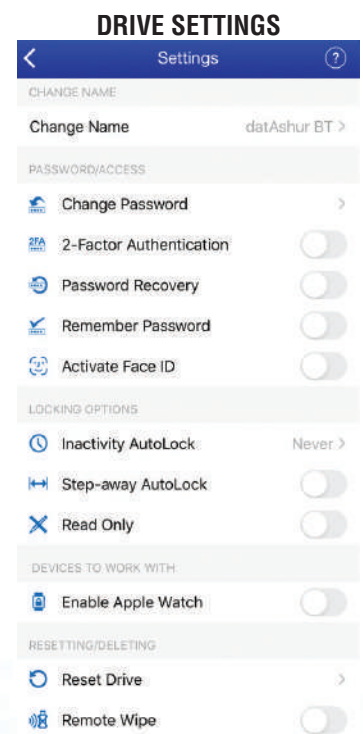 DRIVE SETTINGS
Settings ?
CHANGE NAME
Change Name datAshur BT >
PASSWORD/ACCESS
Change Password >
2FA 2-Factor Authentication
Password Recovery
Remember Password
Activate Face ID
LOCKING OPTIONS
Inactivity AutoLock Never >
Step-away AutoLock
Read Only
DEVICES TO WORK WITH
Enable Apple Watch
RESETTING/DELETING
Reset Drive >
Remote Wipe